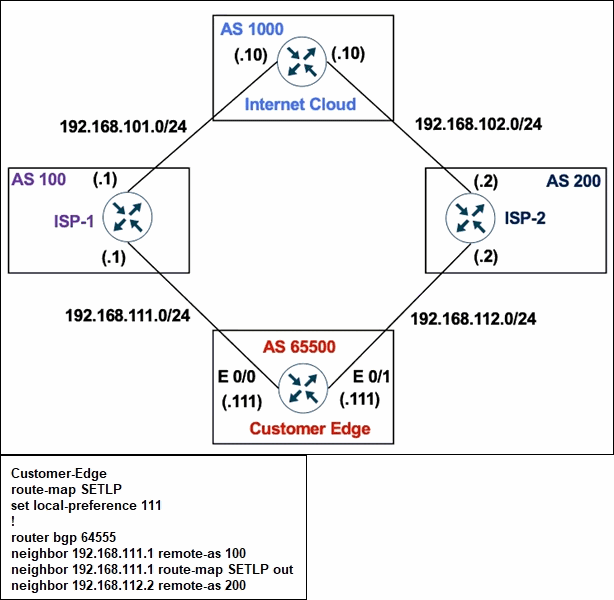 AS 1000
(.10)
(.10)
Internet Cloud
192.168.101.0/24
192.168.102.0/24
AS 100
(.1)
ISP-1
(.1)
(.2)
AS 200
ISP-2
(.2)
192.168.111.0/24
192.168.112.0/24
AS 65500
E 0/0
E 0/1
(.111)
(.111)
Customer Edge
Customer-Edge
route-map SETLP
set local-preference 111
!
router bgp 64555
neighbor 192.168.111.1 remote-as 100
neighbor 192.168.111.1 route-map SETLP out
neighbor 192.168.112.2 remote-as 200